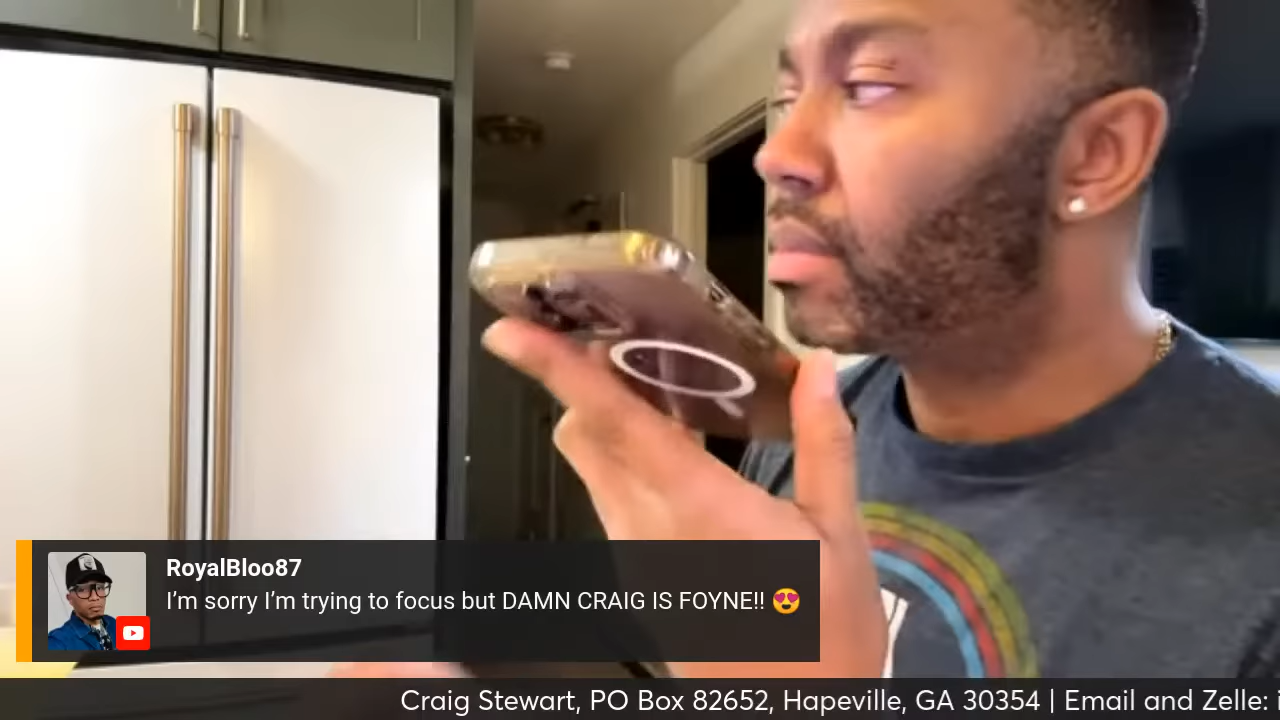 RoyalBloo87
I’m sorry I’m trying to focus but DAMN CRAIG IS FOYNE!! 😍
Craig Stewart, PO Box 82652, Hapeville, GA 30354 | Email and Zelle: i